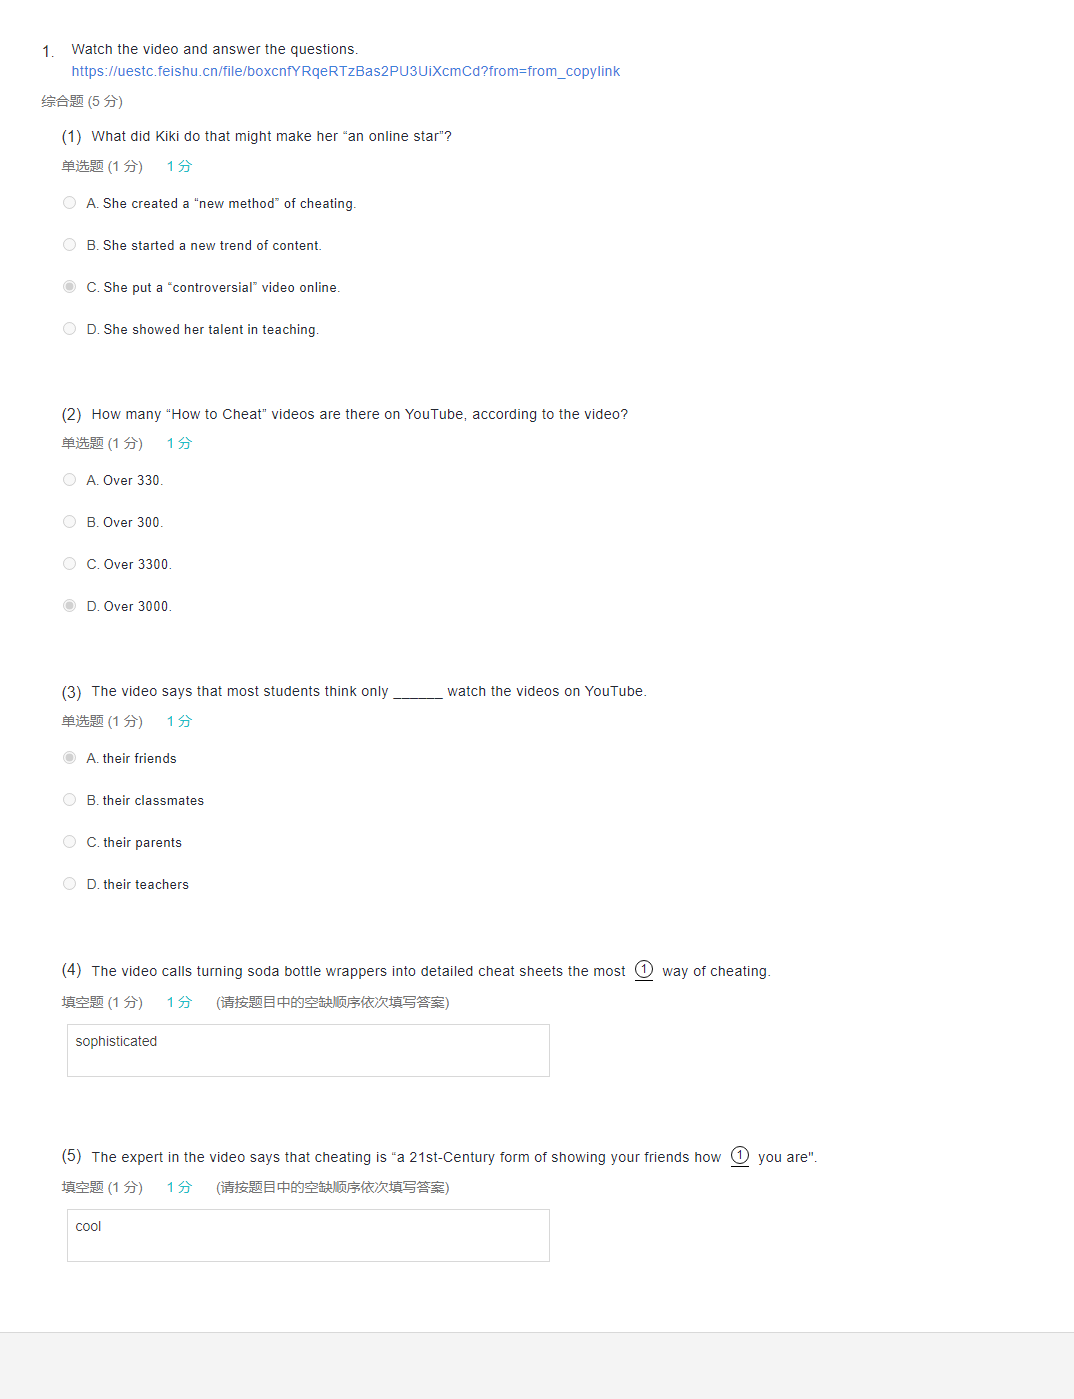 1. Watch the video and answer the questions.
https://uestc.feishu.cn/file/boxcnfYRqeRTzBas2PU3UiXcmCd?from=from_copylink
综合题 (5 分)
(1) What did Kiki do that might make her “an online star”?
单选题 (1 分) 1 分
A. She created a “new method” of cheating.
B. She started a new trend of content.
C. She put a “controversial” video online.
D. She showed her talent in teaching.
(2) How many “How to Cheat” videos are there on YouTube, according to the video?
单选题 (1 分) 1 分
A. Over 330.
B. Over 300.
C. Over 3300.
D. Over 3000.
(3) The video says that most students think only ______ watch the videos on YouTube.
单选题 (1 分) 1 分
A. their friends
B. their classmates
C. their parents
D. their teachers
(4) The video calls turning soda bottle wrappers into detailed cheat sheets the most ① way of cheating.
填空题 (1 分) 1 分 (请按题目中的空缺顺序依次填写答案)
sophisticated
(5) The expert in the video says that cheating is “a 21st-Century form of showing your friends how ① you are".
填空题 (1 分) 1 分 (请按题目中的空缺顺序依次填写答案)
cool